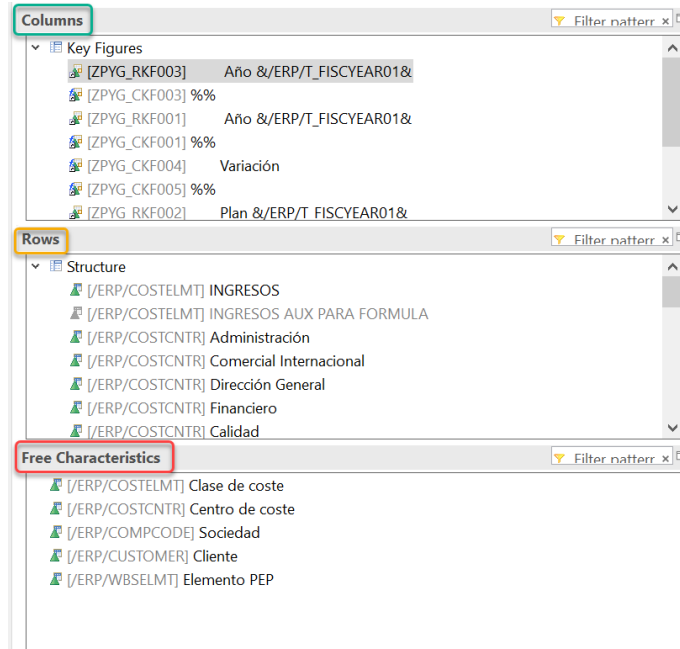 Columns
Filter patterr ×
Key Figures
[ZPYG_RKF003] Año &/ERP/T_FISCYEAR01&
[ZPYG_CKF003] %%
[ZPYG_RKF001] Año &/ERP/T_FISCYEAR01&
[ZPYG_CKF001] %%
[ZPYG_CKF004] Variación
[ZPYG_CKF005] %%
[ZPYG_RKF002] Plan &/ERP/T_FISCYEAR01&
Rows
Filter patterr ×
Structure
[/ERP/COSTELMT] INGRESOS
[/ERP/COSTELMT] INGRESOS AUX PARA FORMULA
[/ERP/COSTCNTR] Administración
[/ERP/COSTCNTR] Comercial Internacional
[/ERP/COSTCNTR] Dirección General
[/ERP/COSTCNTR] Financiero
[/ERP/COSTCNTR] Calidad
Free Characteristics
Filter patterr ×
[/ERP/COSTELMT] Clase de coste
[/ERP/COSTCNTR] Centro de coste
[/ERP/COMPCODE] Sociedad
[/ERP/CUSTOMER] Cliente
[/ERP/WBSELMT] Elemento PEP